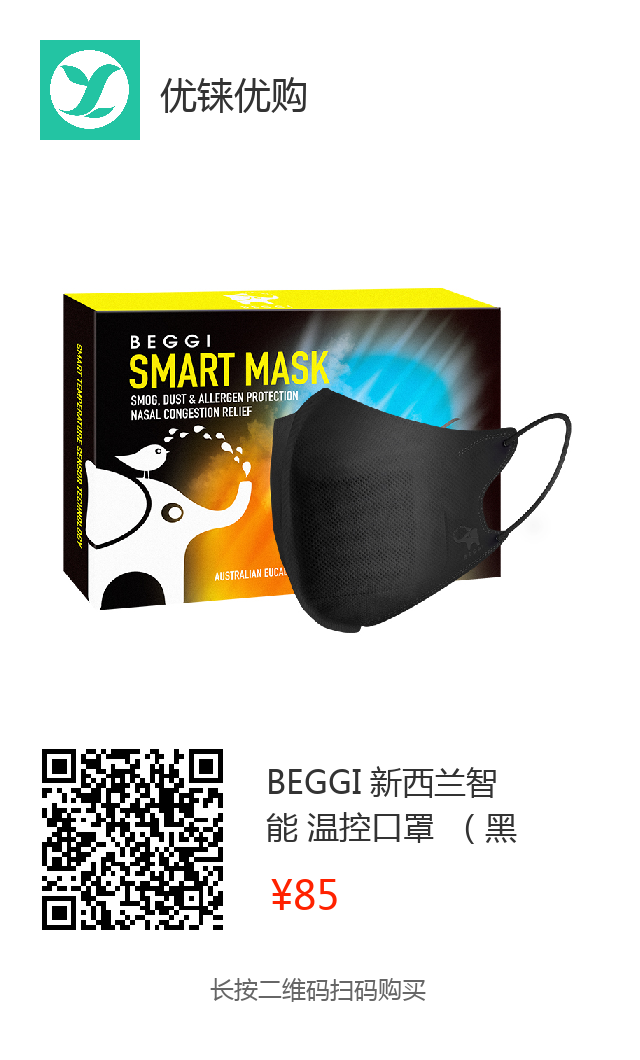 优铼优购
BEGGI
SMART MASK
SMOG, DUST & ALLERGEN PROTECTION
NASAL CONGESTION RELIEF
SMART TEMPERATURE SENSOR TECHNOLOGY
AUSTRALIAN
BEGGI 新西兰智
能 温控口罩 （黑
¥85
长按二维码扫码购买